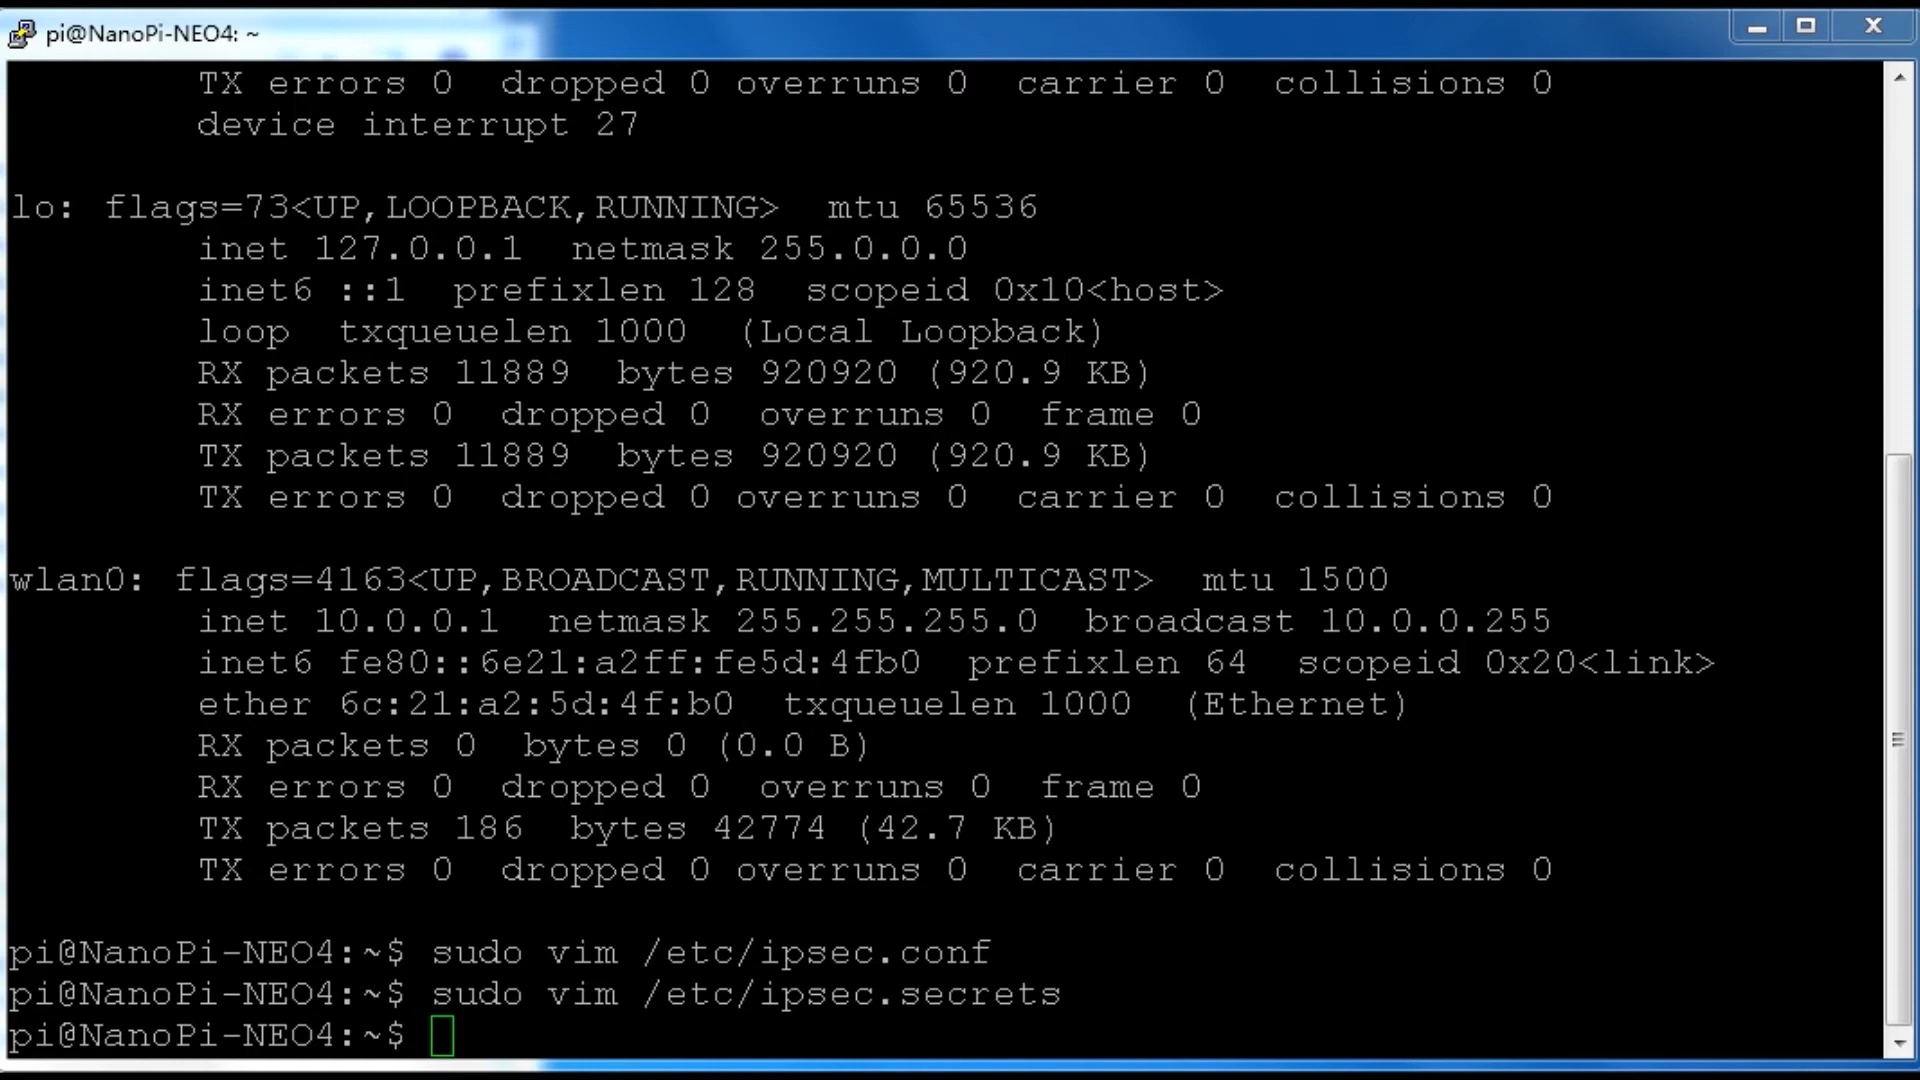 pi@NanoPi-NEO4: ~
TX errors 0  dropped 0 overruns 0  carrier 0  collisions 0
device interrupt 27
lo: flags=73<UP,LOOPBACK,RUNNING>  mtu 65536
inet 127.0.0.1  netmask 255.0.0.0
inet6 ::1  prefixlen 128  scopeid 0x10<host>
loop  txqueuelen 1000  (Local Loopback)
RX packets 11889  bytes 920920 (920.9 KB)
RX errors 0  dropped 0  overruns 0  frame 0
TX packets 11889  bytes 920920 (920.9 KB)
TX errors 0  dropped 0 overruns 0  carrier 0  collisions 0
wlan0: flags=4163<UP,BROADCAST,RUNNING,MULTICAST>  mtu 1500
inet 10.0.0.1  netmask 255.255.255.0  broadcast 10.0.0.255
inet6 fe80::6e21:a2ff:fe5d:4fb0  prefixlen 64  scopeid 0x20<link>
ether 6c:21:a2:5d:4f:b0  txqueuelen 1000  (Ethernet)
RX packets 0  bytes 0 (0.0 B)
RX errors 0  dropped 0  overruns 0  frame 0
TX packets 186  bytes 42774 (42.7 KB)
TX errors 0  dropped 0 overruns 0  carrier 0  collisions 0
pi@NanoPi-NEO4:~$ sudo vim /etc/ipsec.conf
pi@NanoPi-NEO4:~$ sudo vim /etc/ipsec.secrets
pi@NanoPi-NEO4:~$